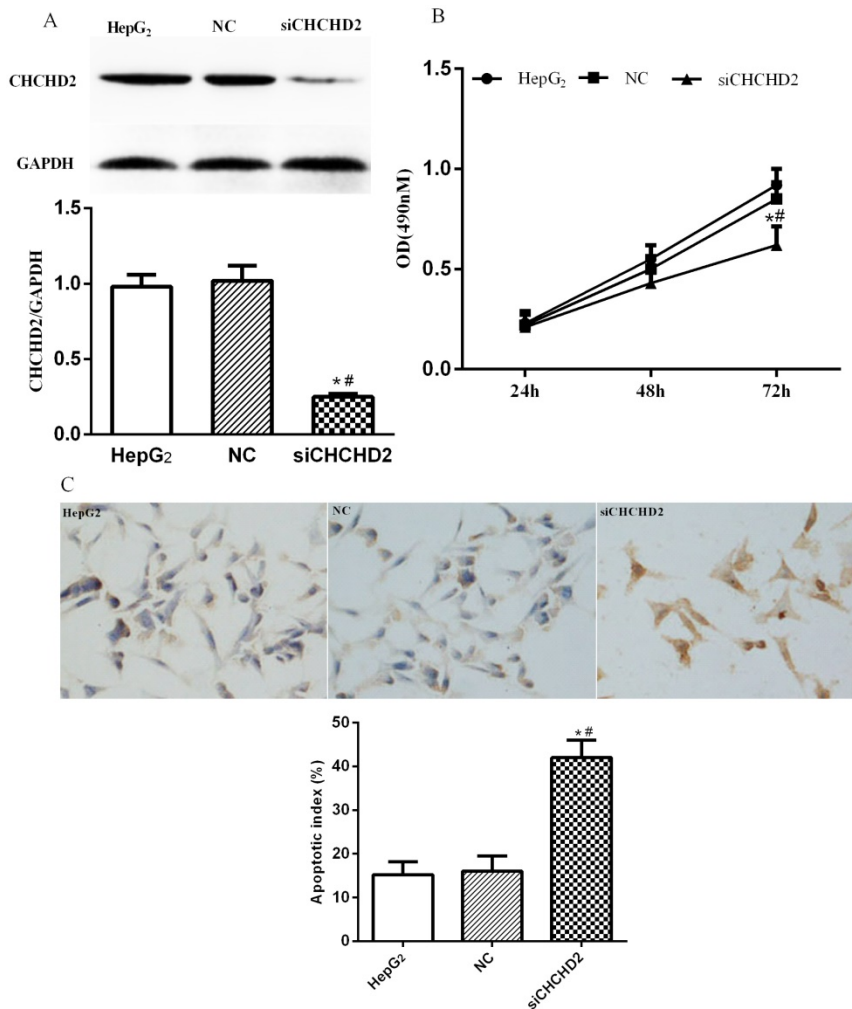 A
HepG2 NC siCHCHD2
CHCHD2
GAPDH
1.5
1.0
0.5
0.0
CHCHD2/GAPDH
*#
HepG2 NC siCHCHD2
B
1.5
1.0
0.5
0.0
OD(490nM)
HepG2 NC siCHCHD2
*#
24h 48h 72h
C
HepG2 NC siCHCHD2
50
40
30
20
10
0
Apoptotic index (%)
*#
HepG2 NC siCHCHD2